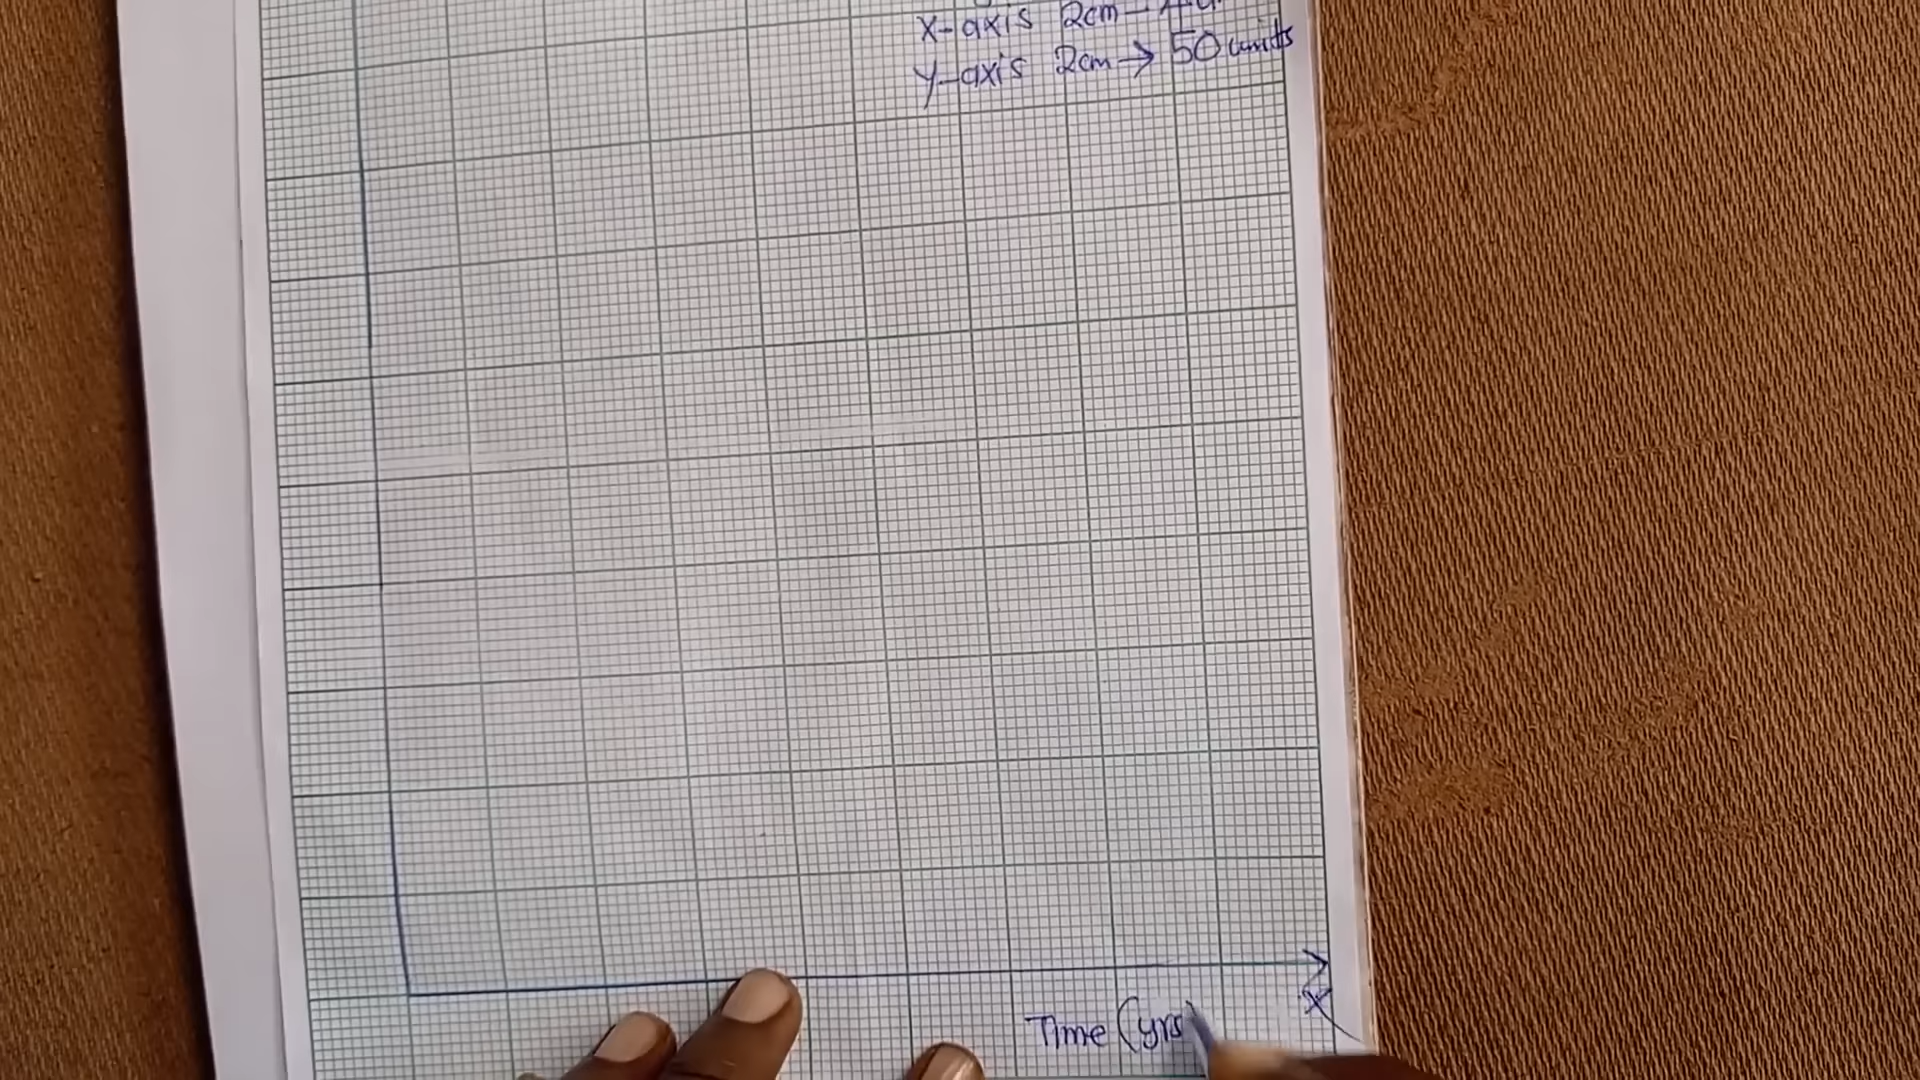 X-axis 2cm
y-axis 2cm → 50 units
X
Time (yrs)